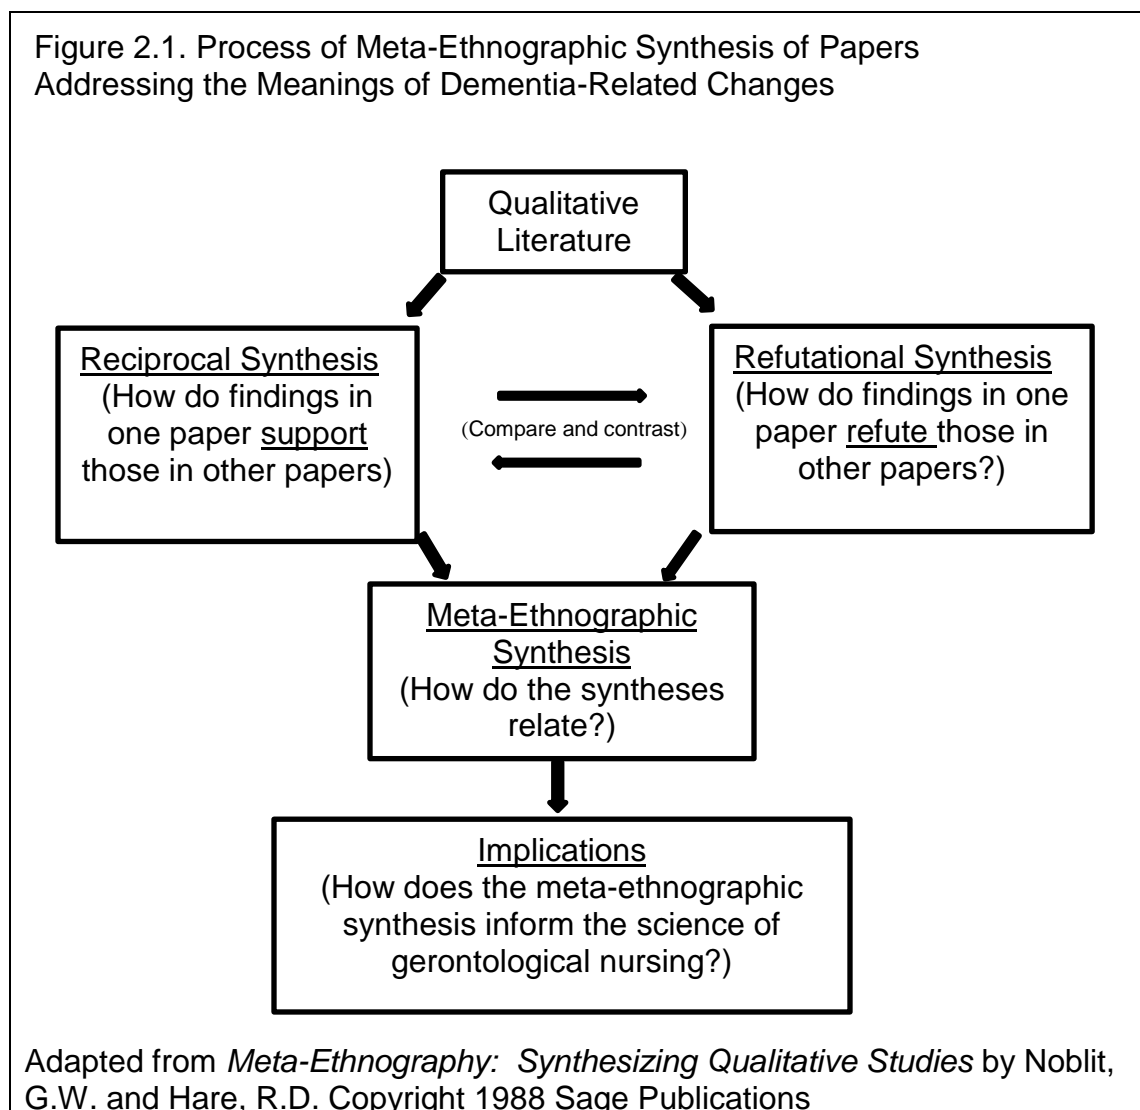 Figure 2.1. Process of Meta-Ethnographic Synthesis of Papers
Addressing the Meanings of Dementia-Related Changes
Qualitative
Literature
Reciprocal Synthesis
(How do findings in
one paper support
those in other papers)
(Compare and contrast)
Refutational Synthesis
(How do findings in one
paper refute those in
other papers?)
Meta-Ethnographic
Synthesis
(How do the syntheses
relate?)
Implications
(How does the meta-ethnographic
synthesis inform the science of
gerontological nursing?)
Adapted from Meta-Ethnography: Synthesizing Qualitative Studies by Noblit,
G.W. and Hare, R.D. Copyright 1988 Sage Publications